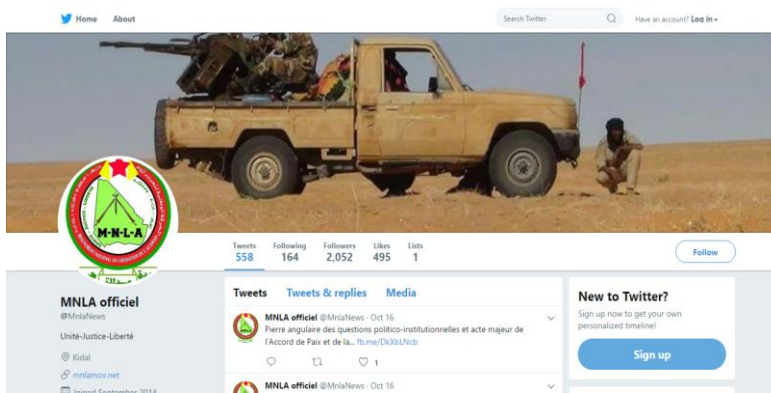 Home About
Search Twitter
Have an account? Log in
M-N-L-A
Tweets Following Followers Likes Lists
558 164 2,052 495 1
Follow
MNLA officiel
@MnlaNews
Unité-Justice-Liberté
Kidal
mnlamov.net
Joined September 2014
Tweets Tweets & replies Media
MNLA officiel @MnlaNews · Oct 16
Pierre angulaire des questions politico-institutionnelles et acte majeur de
l'Accord de Paix et de la... fb.me/DkXbLNcb
1
MNLA officiel @MnlaNews · Oct 16
New to Twitter?
Sign up now to get your own
personalized timeline!
Sign up